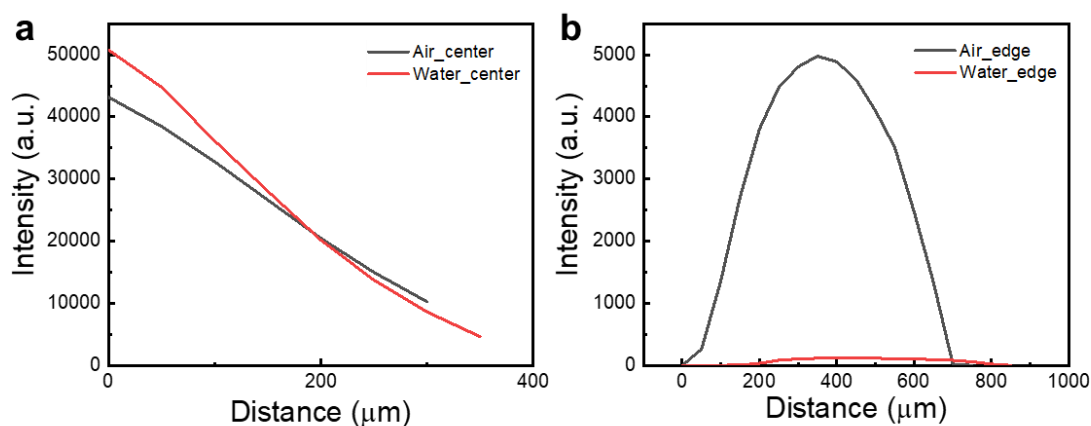 a
Air_center
Water_center
Intensity (a.u.)
50000
40000
30000
20000
10000
0
0
200
400
Distance (μm)
b
Air_edge
Water_edge
Intensity (a.u.)
5000
4000
3000
2000
1000
0
0
200
400
600
800
1000
Distance (μm)